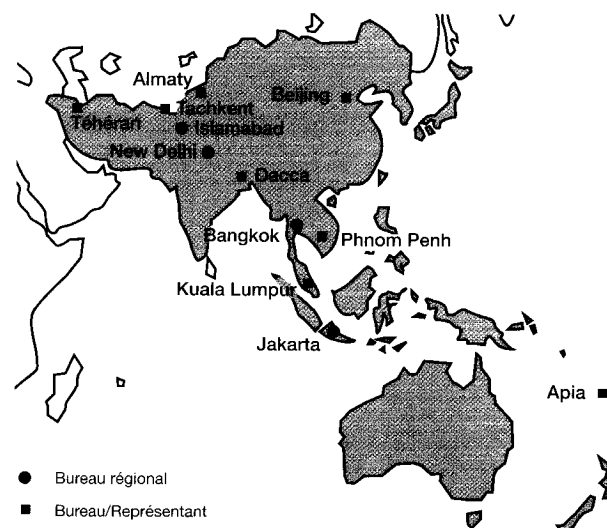 Almaty
Beijing
Tachkent
Téhéran
Islamabad
New Delhi
Dacca
Bangkok
Phnom Penh
Kuala Lumpur
Jakarta
Apia
Bureau régional
Bureau/Représentant